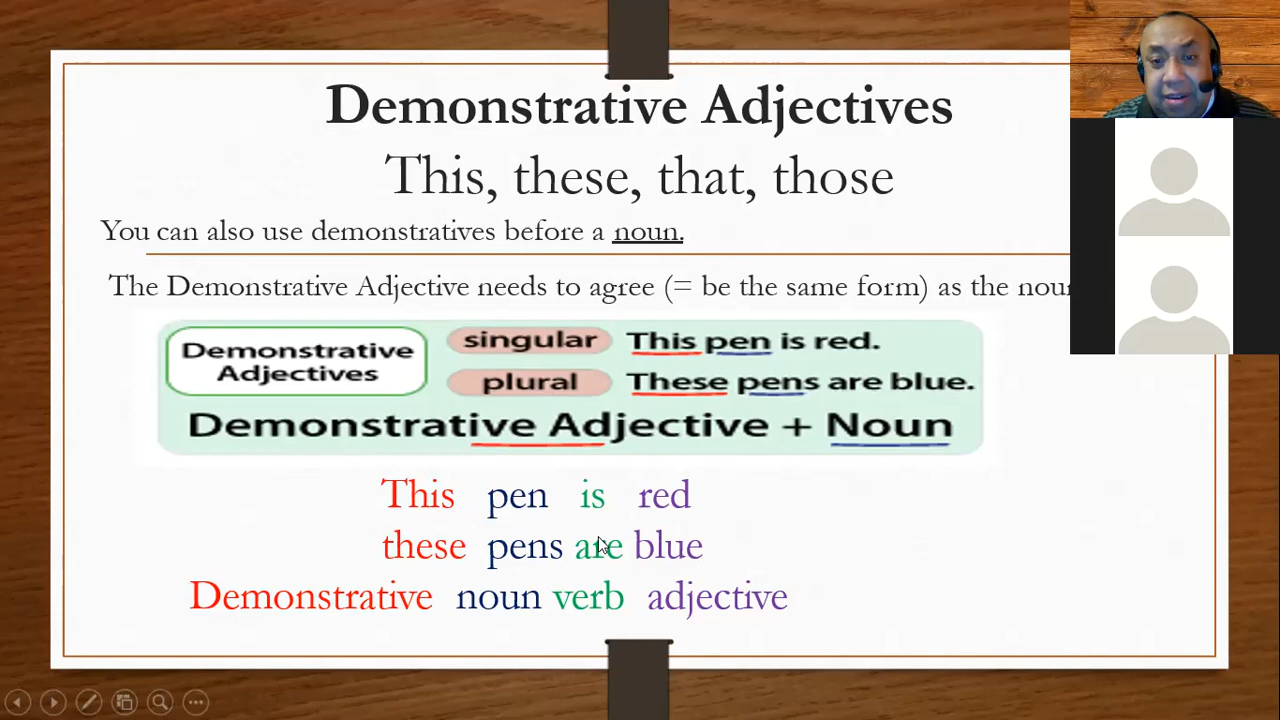 Demonstrative Adjectives
This, these, that, those
You can also use demonstratives before a noun.
The Demonstrative Adjective needs to agree (= be the same form) as the
Demonstrative Adjectives
singular This pen is red.
plural These pens are blue.
Demonstrative Adjective + Noun
This pen is red
these pens are blue
Demonstrative noun verb adjective